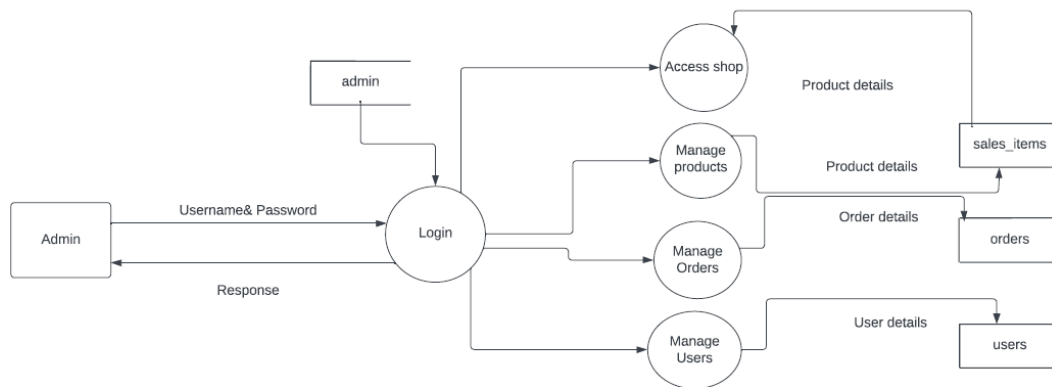 Access shop
admin
Product details
sales_items
Manage
products
Product details
Username& Password
Order details
Admin
Login
orders
Manage
Orders
Response
User details
Manage
Users
users